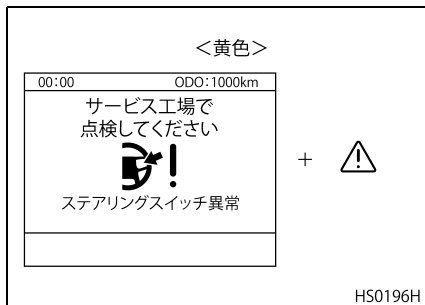 <黄色>
00:00 ODO:1000km
サービス工場で
点検してください
ステアリングスイッチ異常
+
HS0196H